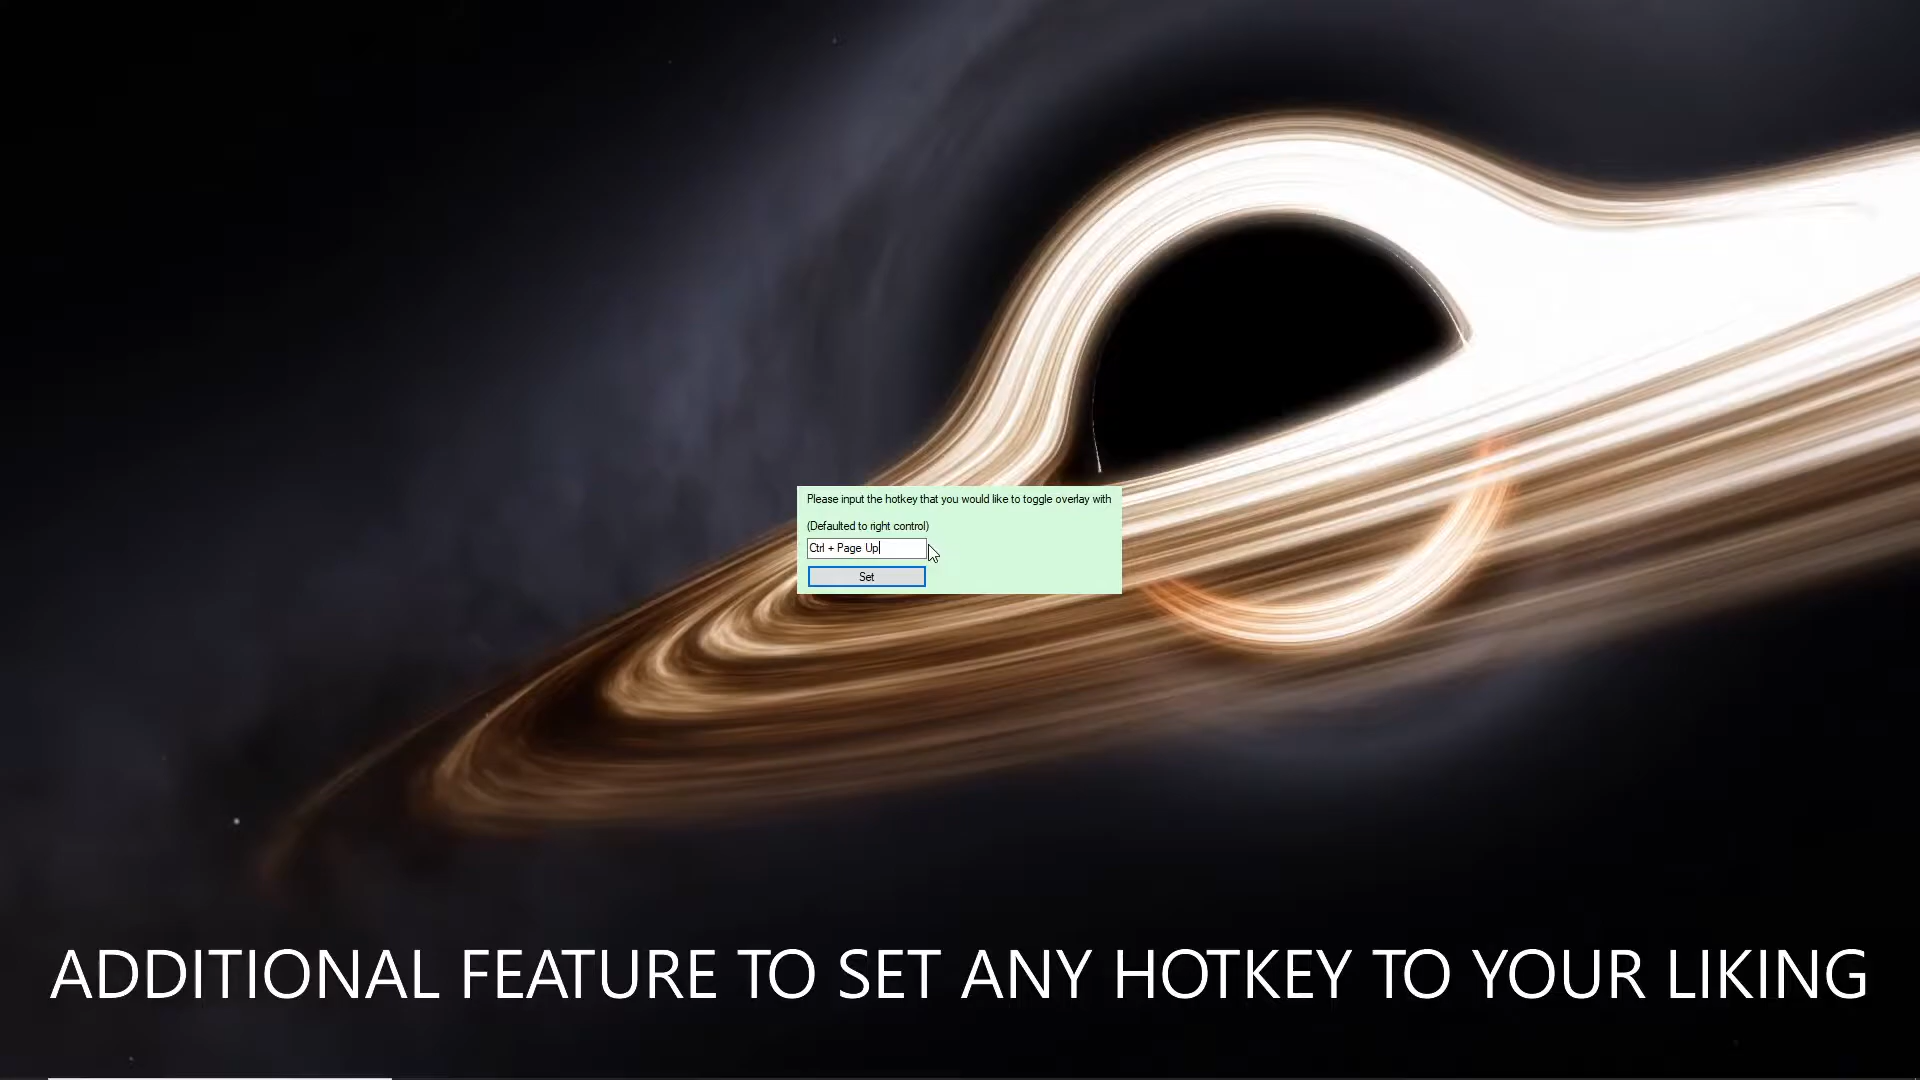 Please input the hotkey that you would like to toggle overlay with
(Defaulted to right control)
Ctrl + Page Up
Set
ADDITIONAL FEATURE TO SET ANY HOTKEY TO YOUR LIKING